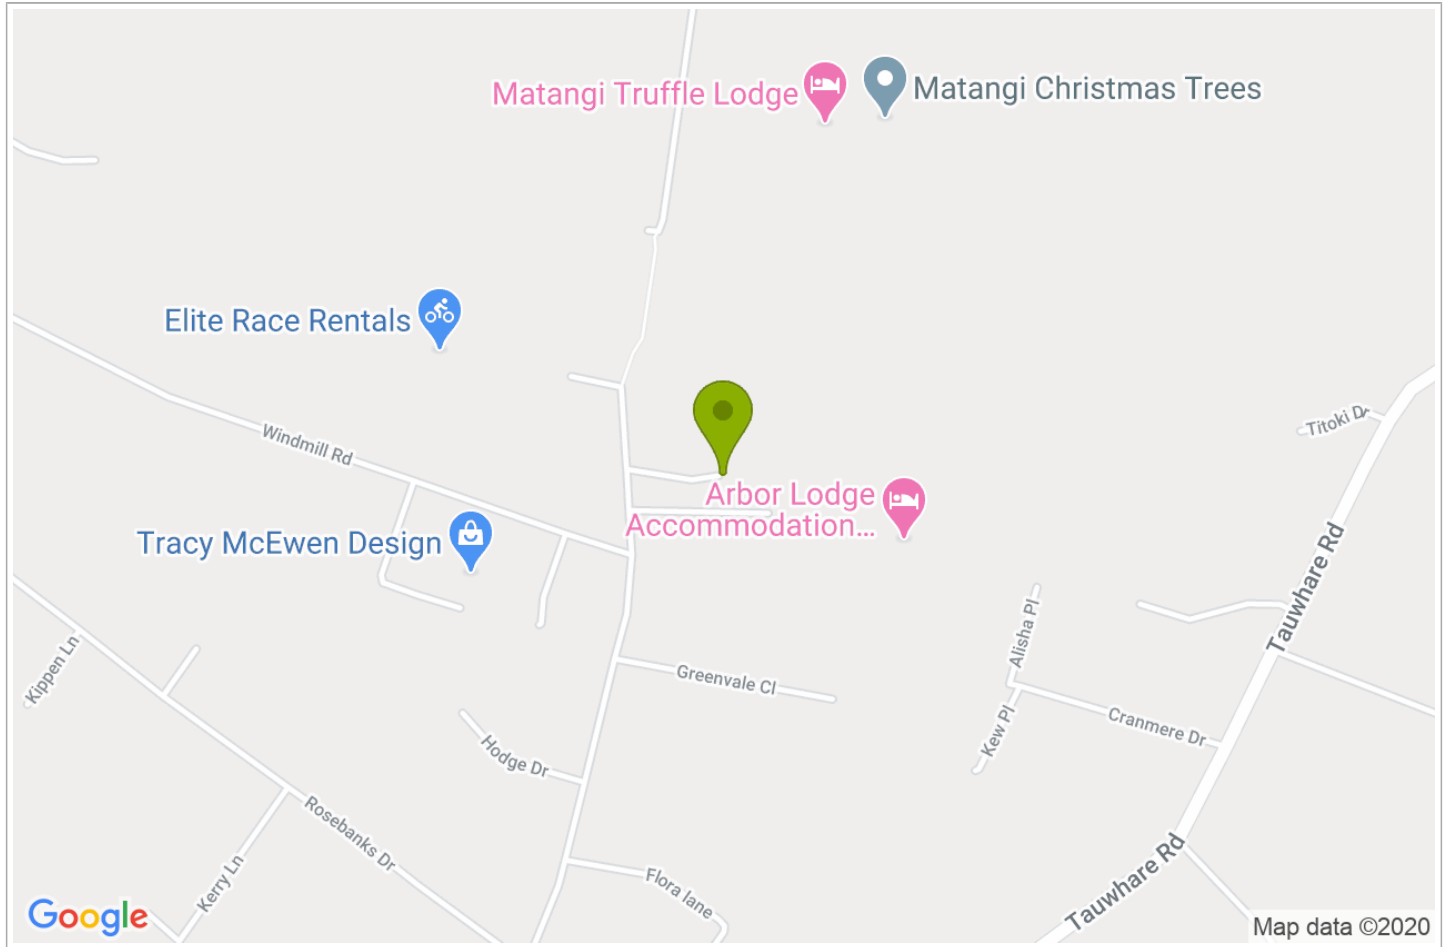 Matangi Truffle Lodge
Matangi Christmas Trees
Elite Race Rentals
Titoki Dr
Windmill Rd
Arbor Lodge
Accommodation...
Tracy McEwen Design
Tauwhare Rd
Alisha Pl
Kippen Ln
Greenvale Cl
Kew Pl
Cranmere Dr
Hodge Dr
Rosebanks Dr
Kerry Ln
Flora lane
Tauwhare Rd
Google
Map data ©2020